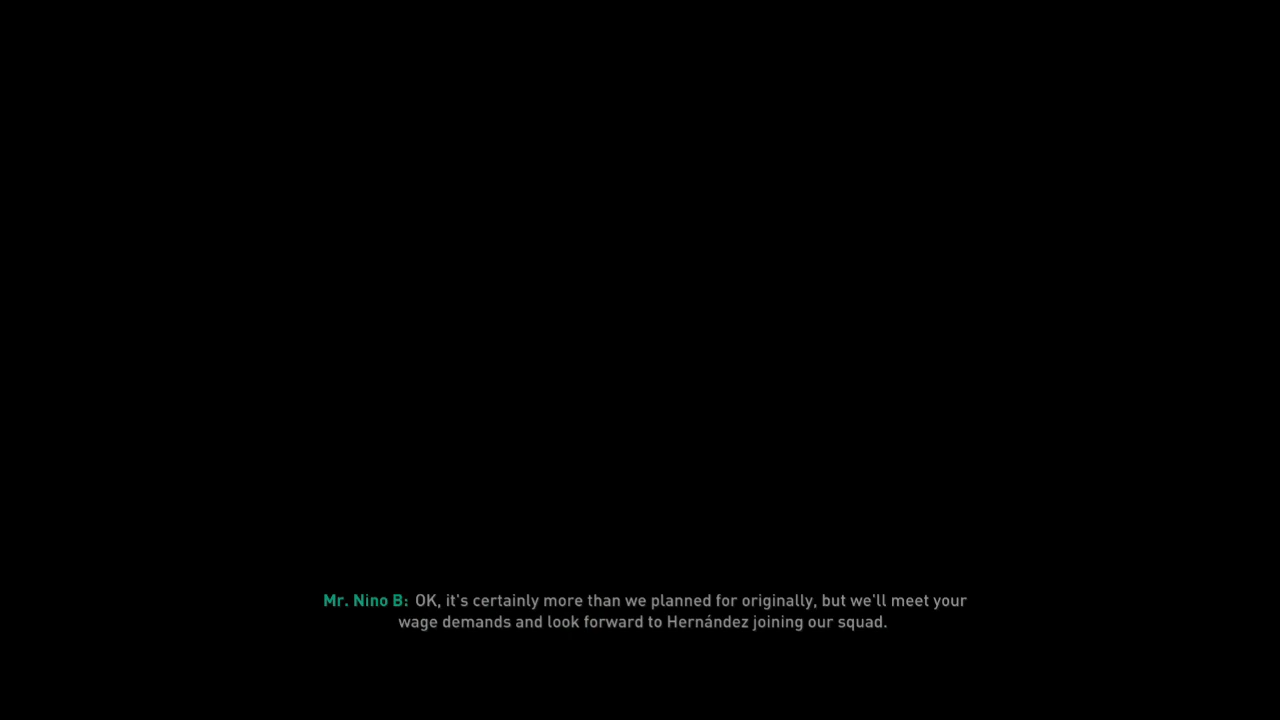 Mr. Nino B: OK, it's certainly more than we planned for originally, but we'll meet your
wage demands and look forward to Hernández joining our squad.